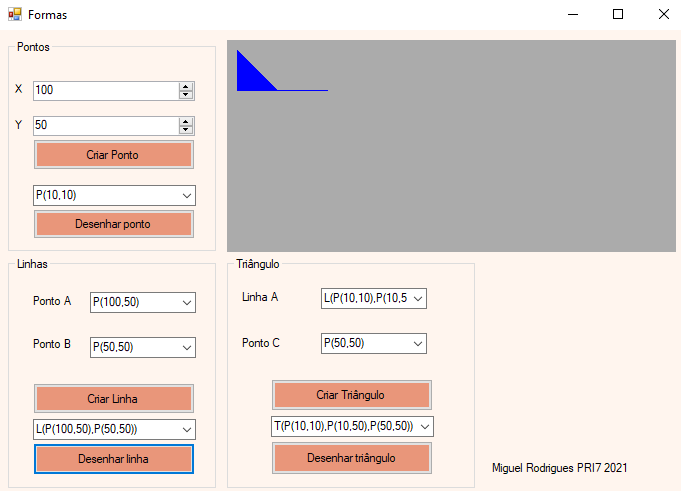 Formas
Pontos
X 100
Y 50
Criar Ponto
P(10,10)
Desenhar ponto
Linhas
Ponto A P(100,50)
Ponto B P(50,50)
Criar Linha
L(P(100,50),P(50,50))
Desenhar linha
Triângulo
Linha A L(P(10,10),P(10,5
Ponto C P(50,50)
Criar Triângulo
T(P(10,10),P(10,50),P(50,50))
Desenhar triângulo
Miguel Rodrigues PRI7 2021